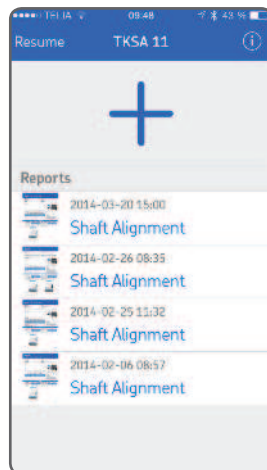 TELIA 09:48 43 %
Resume TKSA 11
Reports
2014-03-20 15:00
Shaft Alignment
2014-02-26 08:35
Shaft Alignment
2014-02-25 11:32
Shaft Alignment
2014-02-06 08:57
Shaft Alignment